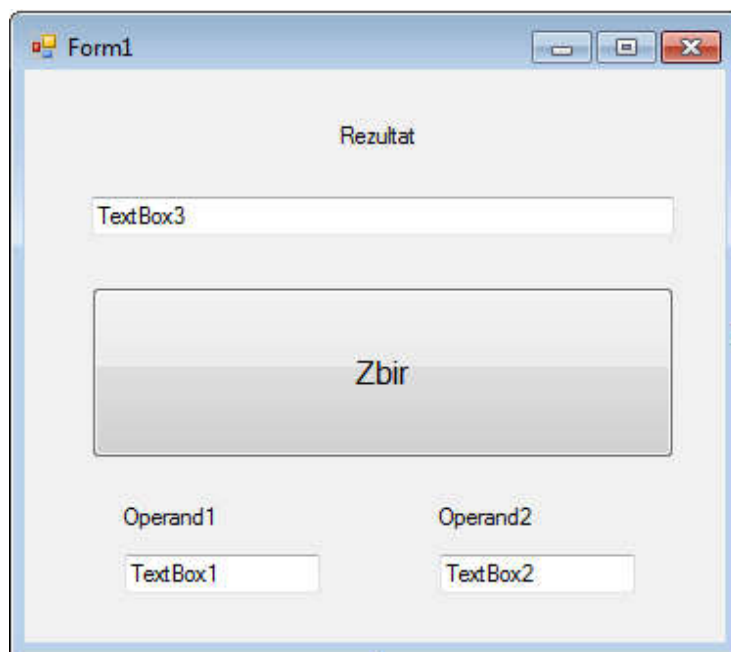 Form1
Rezultat
TextBox3
Zbir
Operand1 Operand2
TextBox1 TextBox2